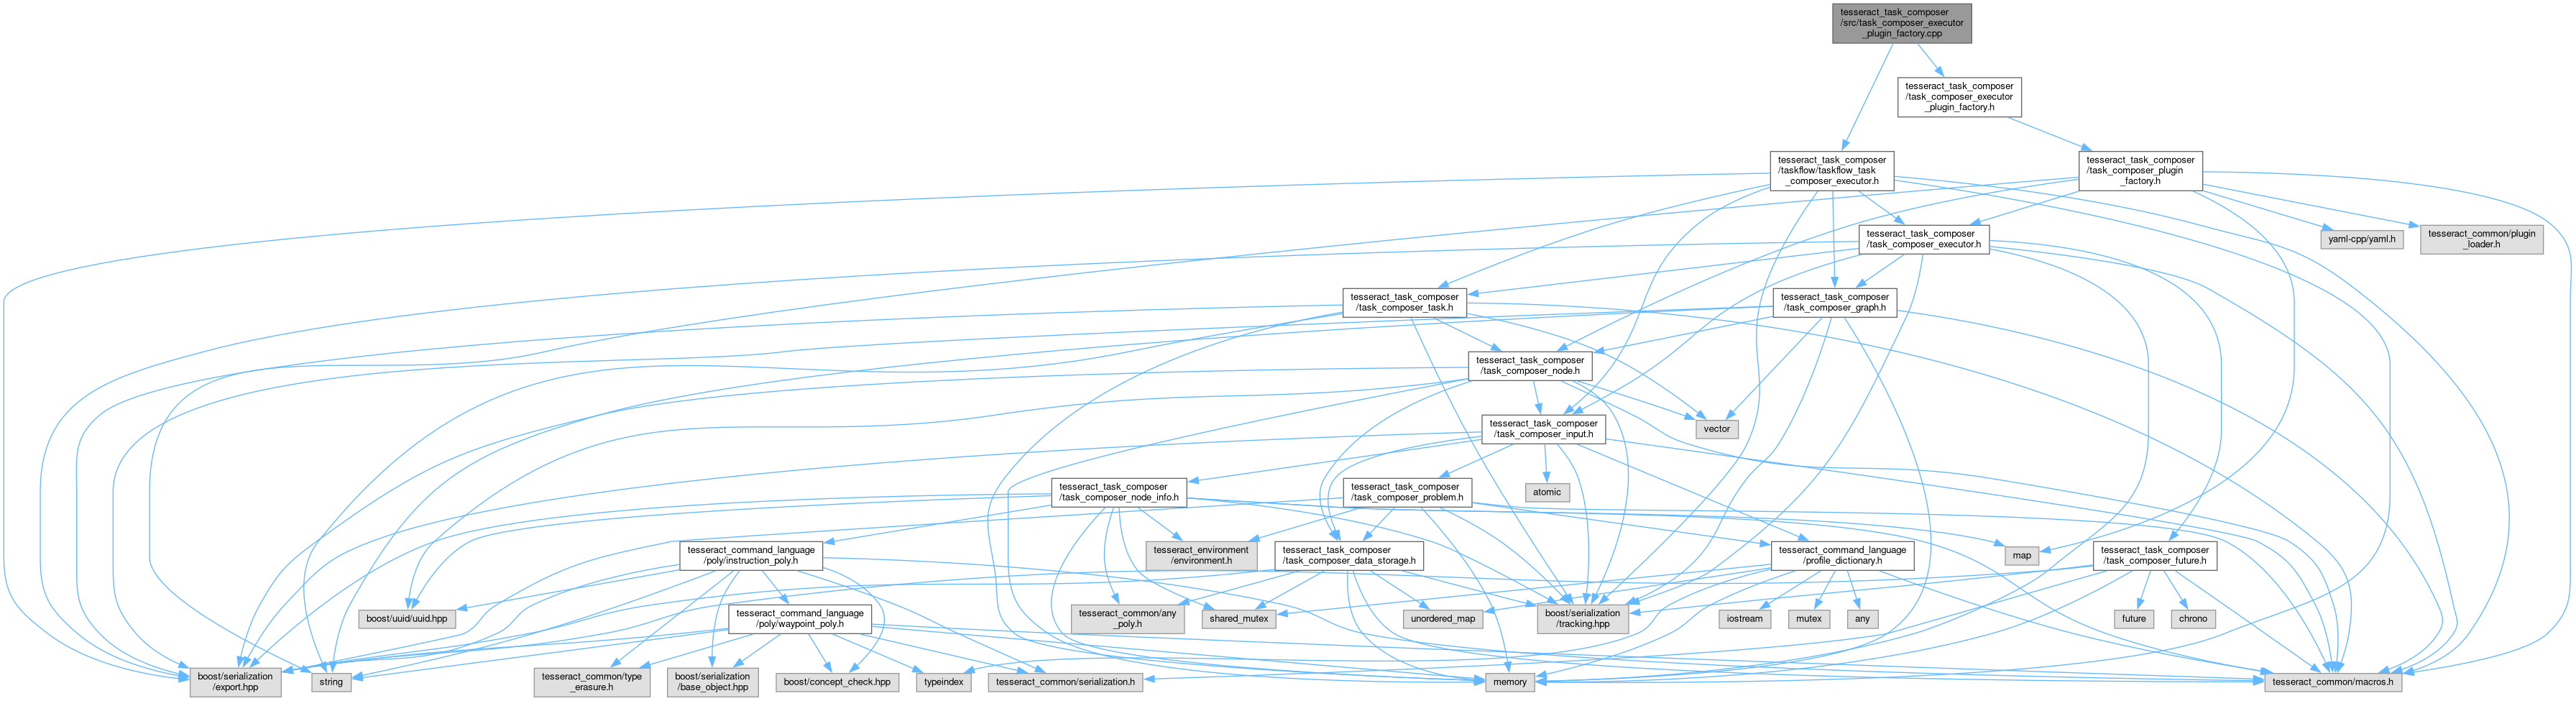 tesseract_task_composer
/src/task_composer_executor
_plugin_factory.cpp
tesseract_task_composer
/task_composer_executor
_plugin_factory.h
tesseract_task_composer
/taskflow/taskflow_task
_composer_executor.h
tesseract_task_composer
/task_composer_plugin
_factory.h
tesseract_task_composer
/task_composer_executor.h
yaml-cpp/yaml.h
tesseract_common/plugin
_loader.h
tesseract_task_composer
/task_composer_task.h
tesseract_task_composer
/task_composer_graph.h
tesseract_task_composer
/task_composer_node.h
tesseract_task_composer
/task_composer_input.h
vector
tesseract_task_composer
/task_composer_node_info.h
tesseract_task_composer
/task_composer_problem.h
atomic
tesseract_command_language
/poly/instruction_poly.h
tesseract_environment
/environment.h
tesseract_task_composer
/task_composer_data_storage.h
tesseract_command_language
/profile_dictionary.h
map
tesseract_task_composer
/task_composer_future.h
boost/uuid/uuid.hpp
tesseract_command_language
/poly/waypoint_poly.h
tesseract_common/any
_poly.h
shared_mutex
unordered_map
boost/serialization
/tracking.hpp
iostream
mutex
any
future
chrono
boost/serialization
/export.hpp
string
tesseract_common/type
_erasure.h
boost/serialization
/base_object.hpp
boost/concept_check.hpp
typeindex
tesseract_common/serialization.h
memory
tesseract_common/macros.h